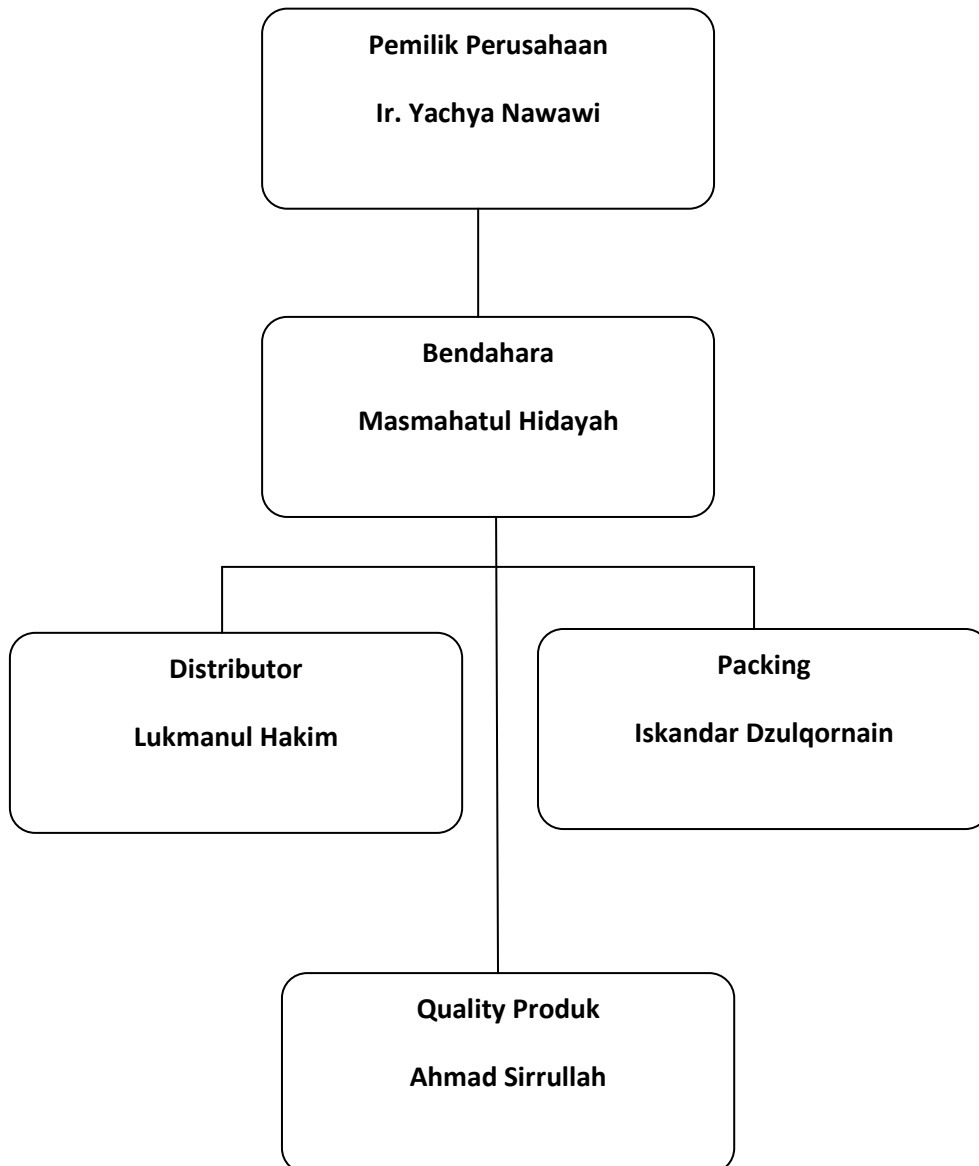 Pemilik Perusahaan
Ir. Yachya Nawawi
Bendahara
Masmahatul Hidayah
Distributor
Lukmanul Hakim
Packing
Iskandar Dzulqornain
Quality Produk
Ahmad Sirrullah